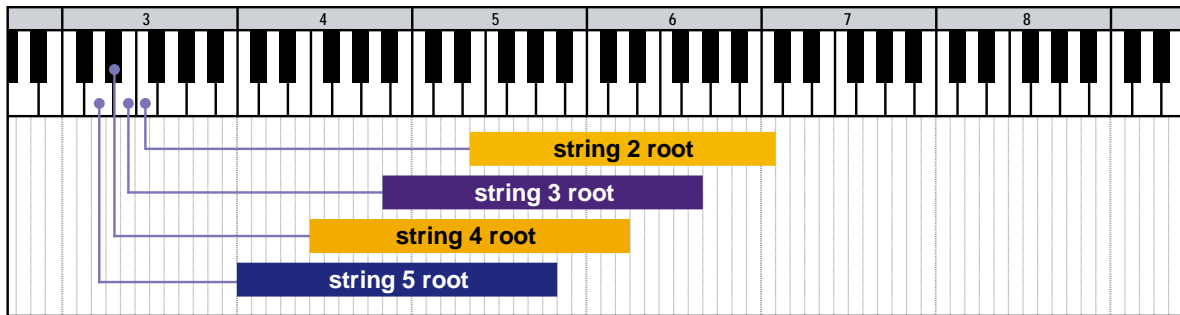 3 4 5 6 7 8
string 2 root
string 3 root
string 4 root
string 5 root